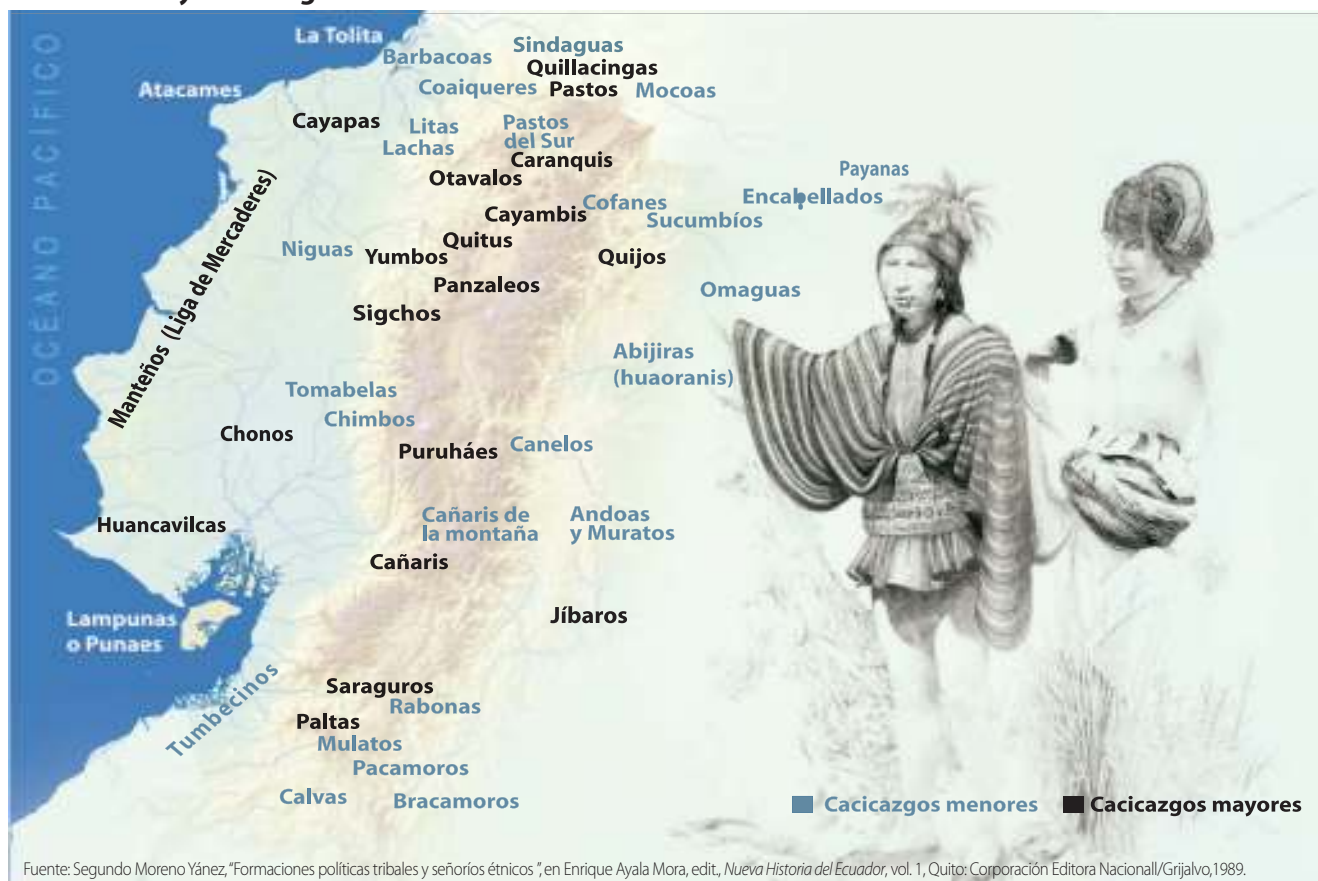 OCÉANO PACÍFICO
La Tolita
Barbacoas
Sindaguas
Quillacingas
Atacames
Coaiqueres
Pastos
Mocoas
Cayapas
Litas
Pastos
del Sur
Lachas
Caranquis
Otavalos
Payanas
Cofanes
Encabellados
Cayambis
Sucumbíos
Manteños (Liga de Mercaderes)
Niguas
Quitus
Yumbos
Quijos
Panzaleos
Omaguas
Sigchos
Abijiras
(huaoranis)
Tomabelas
Chimbos
Chonos
Puruháes
Canelos
Huancavilcas
Cañaris de
la montaña
Andoas
y Muratos
Cañaris
Lampunas
o Punaes
Jíbaros
Tumbecinos
Saraguros
Rabonas
Paltas
Mulatos
Pacamoros
Calvas
Bracamoros
Cacicazgos menores
Cacicazgos mayores
Fuente: Segundo Moreno Yánez, "Formaciones políticas tribales y señoríos étnicos ", en Enrique Ayala Mora, edit., Nueva Historia del Ecuador, vol. 1, Quito: Corporación Editora Nacionall/Grijalvo,1989.